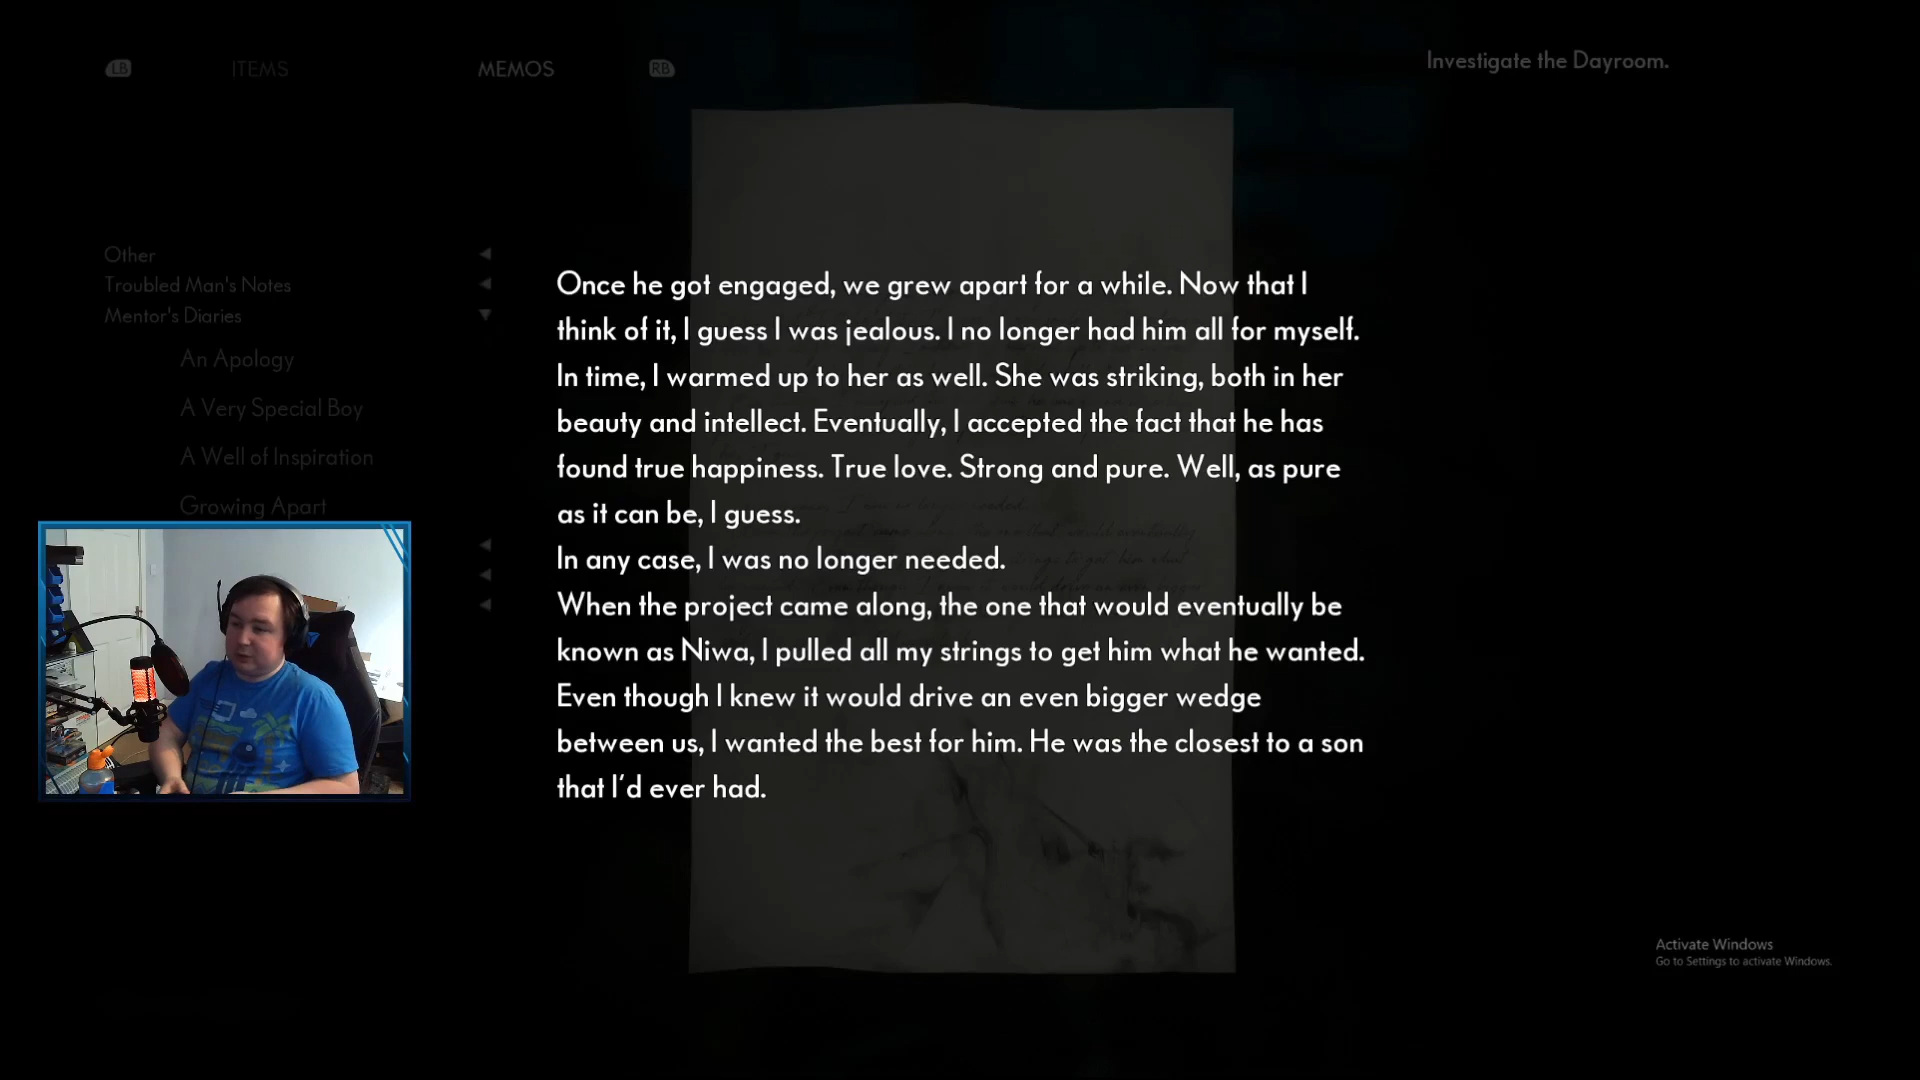 LB ITEMS MEMOS RB
Investigate the Dayroom.
Other
Troubled Man's Notes
Mentor's Diaries
An Apology
A Very Special Boy
A Well of Inspiration
Growing Apart
Once he got engaged, we grew apart for a while. Now that I
think of it, I guess I was jealous. I no longer had him all for myself.
In time, I warmed up to her as well. She was striking, both in her
beauty and intellect. Eventually, I accepted the fact that he has
found true happiness. True love. Strong and pure. Well, as pure
as it can be, I guess.
In any case, I was no longer needed.
When the project came along, the one that would eventually be
known as Niwa, I pulled all my strings to get him what he wanted.
Even though I knew it would drive an even bigger wedge
between us, I wanted the best for him. He was the closest to a son
that I'd ever had.
Activate Windows
Go to Settings to activate Windows.